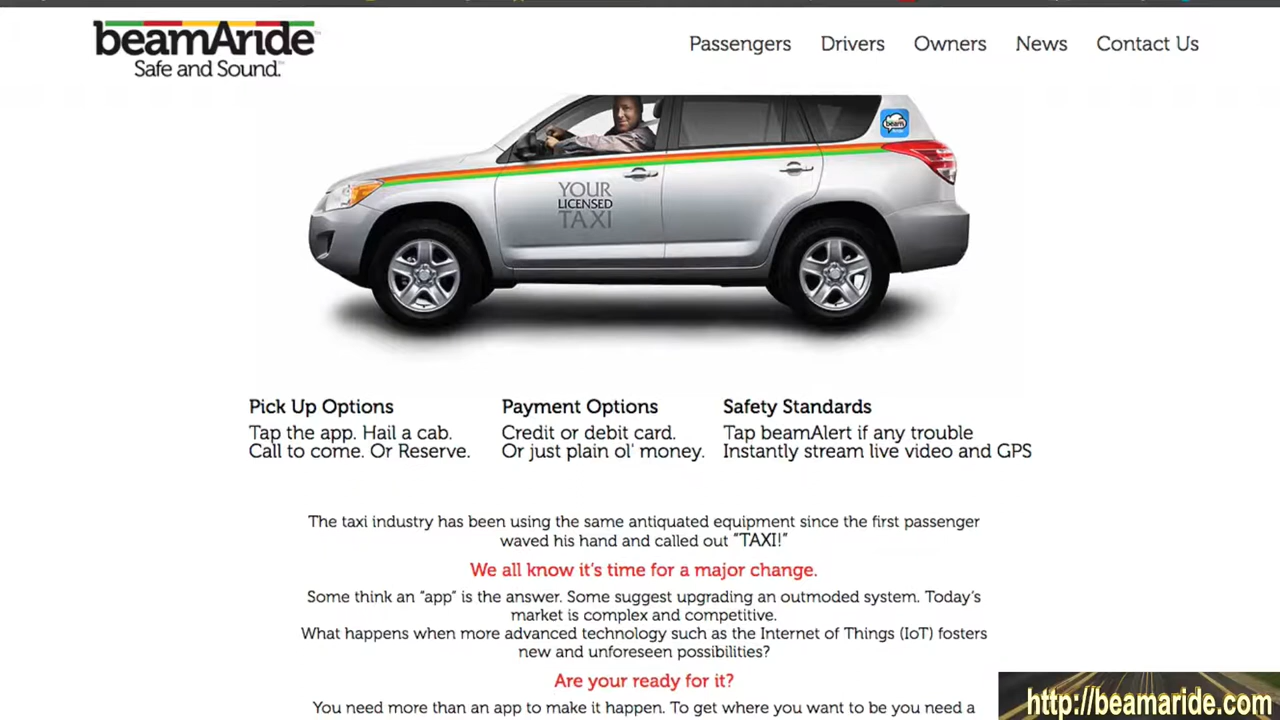 beamAride
Safe and Sound.™
Passengers Drivers Owners News Contact Us
beam
YOUR
LICENSED
TAXI
Pick Up Options
Tap the app. Hail a cab.
Call to come. Or Reserve.
Payment Options
Credit or debit card.
Or just plain ol' money.
Safety Standards
Tap beamAlert if any trouble
Instantly stream live video and GPS
The taxi industry has been using the same antiquated equipment since the first passenger
waved his hand and called out “TAXI!”
We all know it’s time for a major change.
Some think an “app” is the answer. Some suggest upgrading an outmoded system. Today’s
market is complex and competitive.
What happens when more advanced technology such as the Internet of Things (IoT) fosters
new and unforeseen possibilities?
Are your ready for it?
You need more than an app to make it happen. To get where you want to be you need a
http://beamaride.com